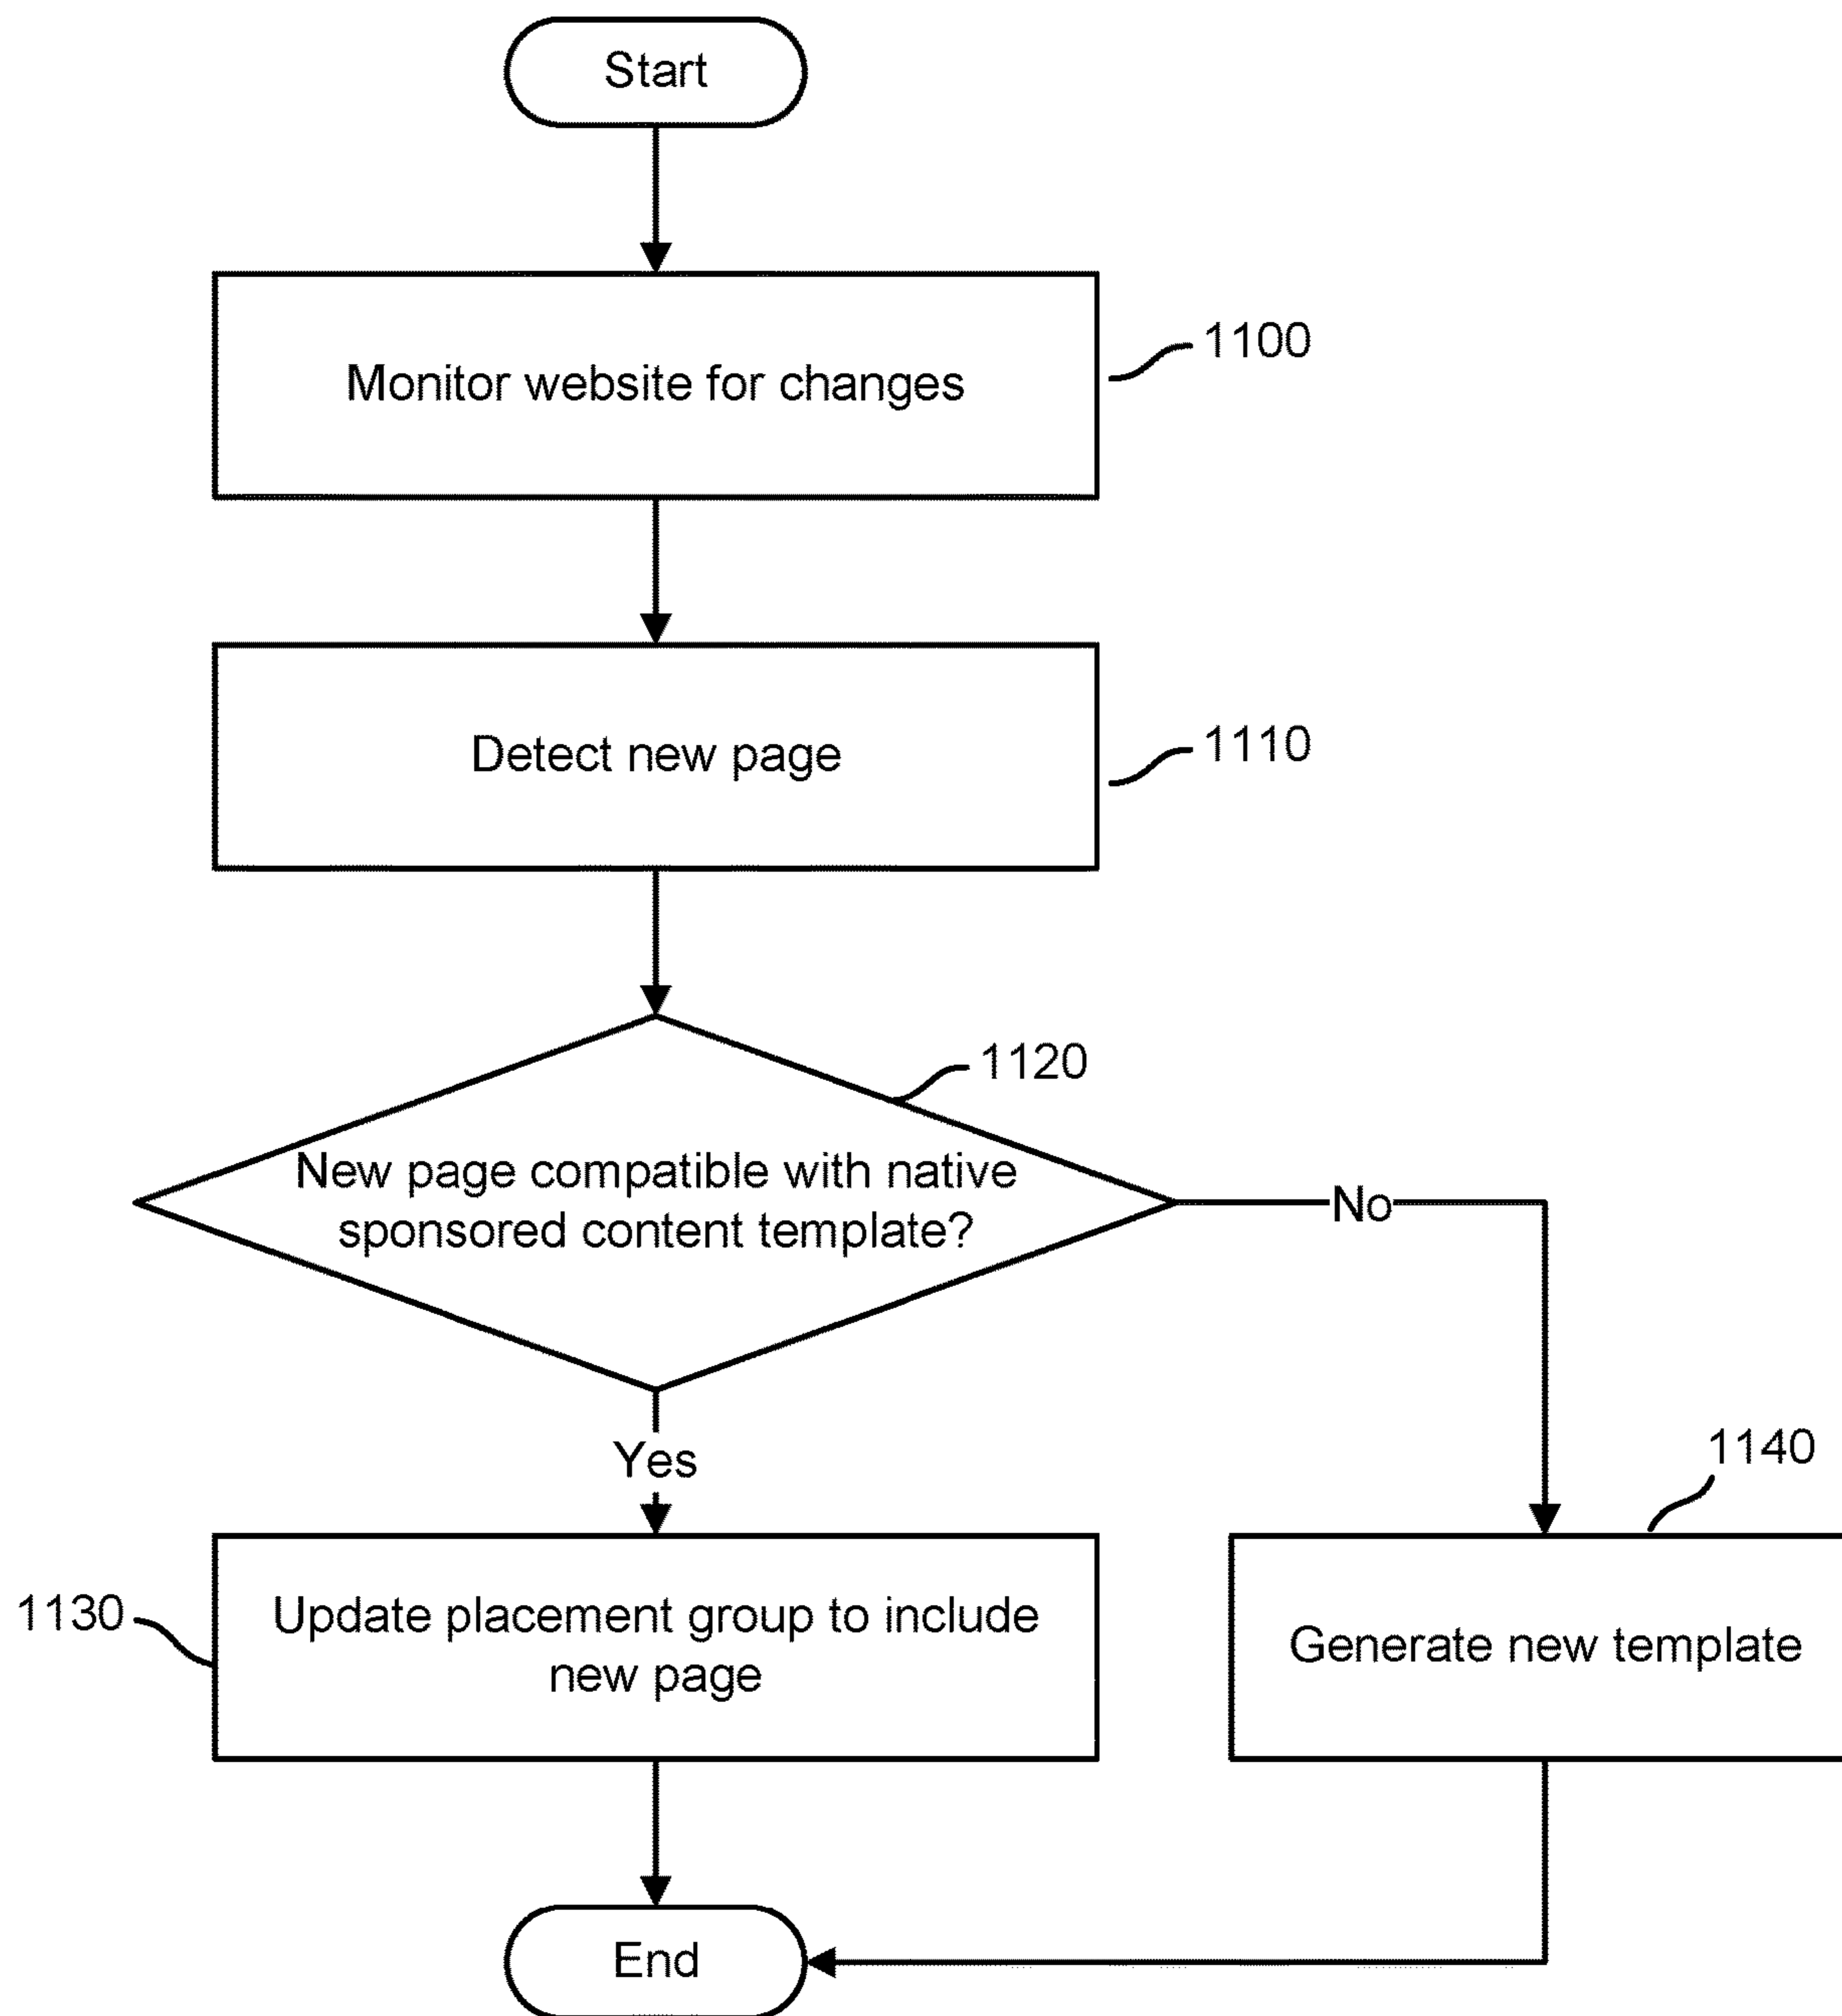 Start
Monitor website for changes
1100
Detect new page
1110
1120
New page compatible with native
sponsored content template?
No
Yes
1140
1130
Update placement group to include
new page
Generate new template
End